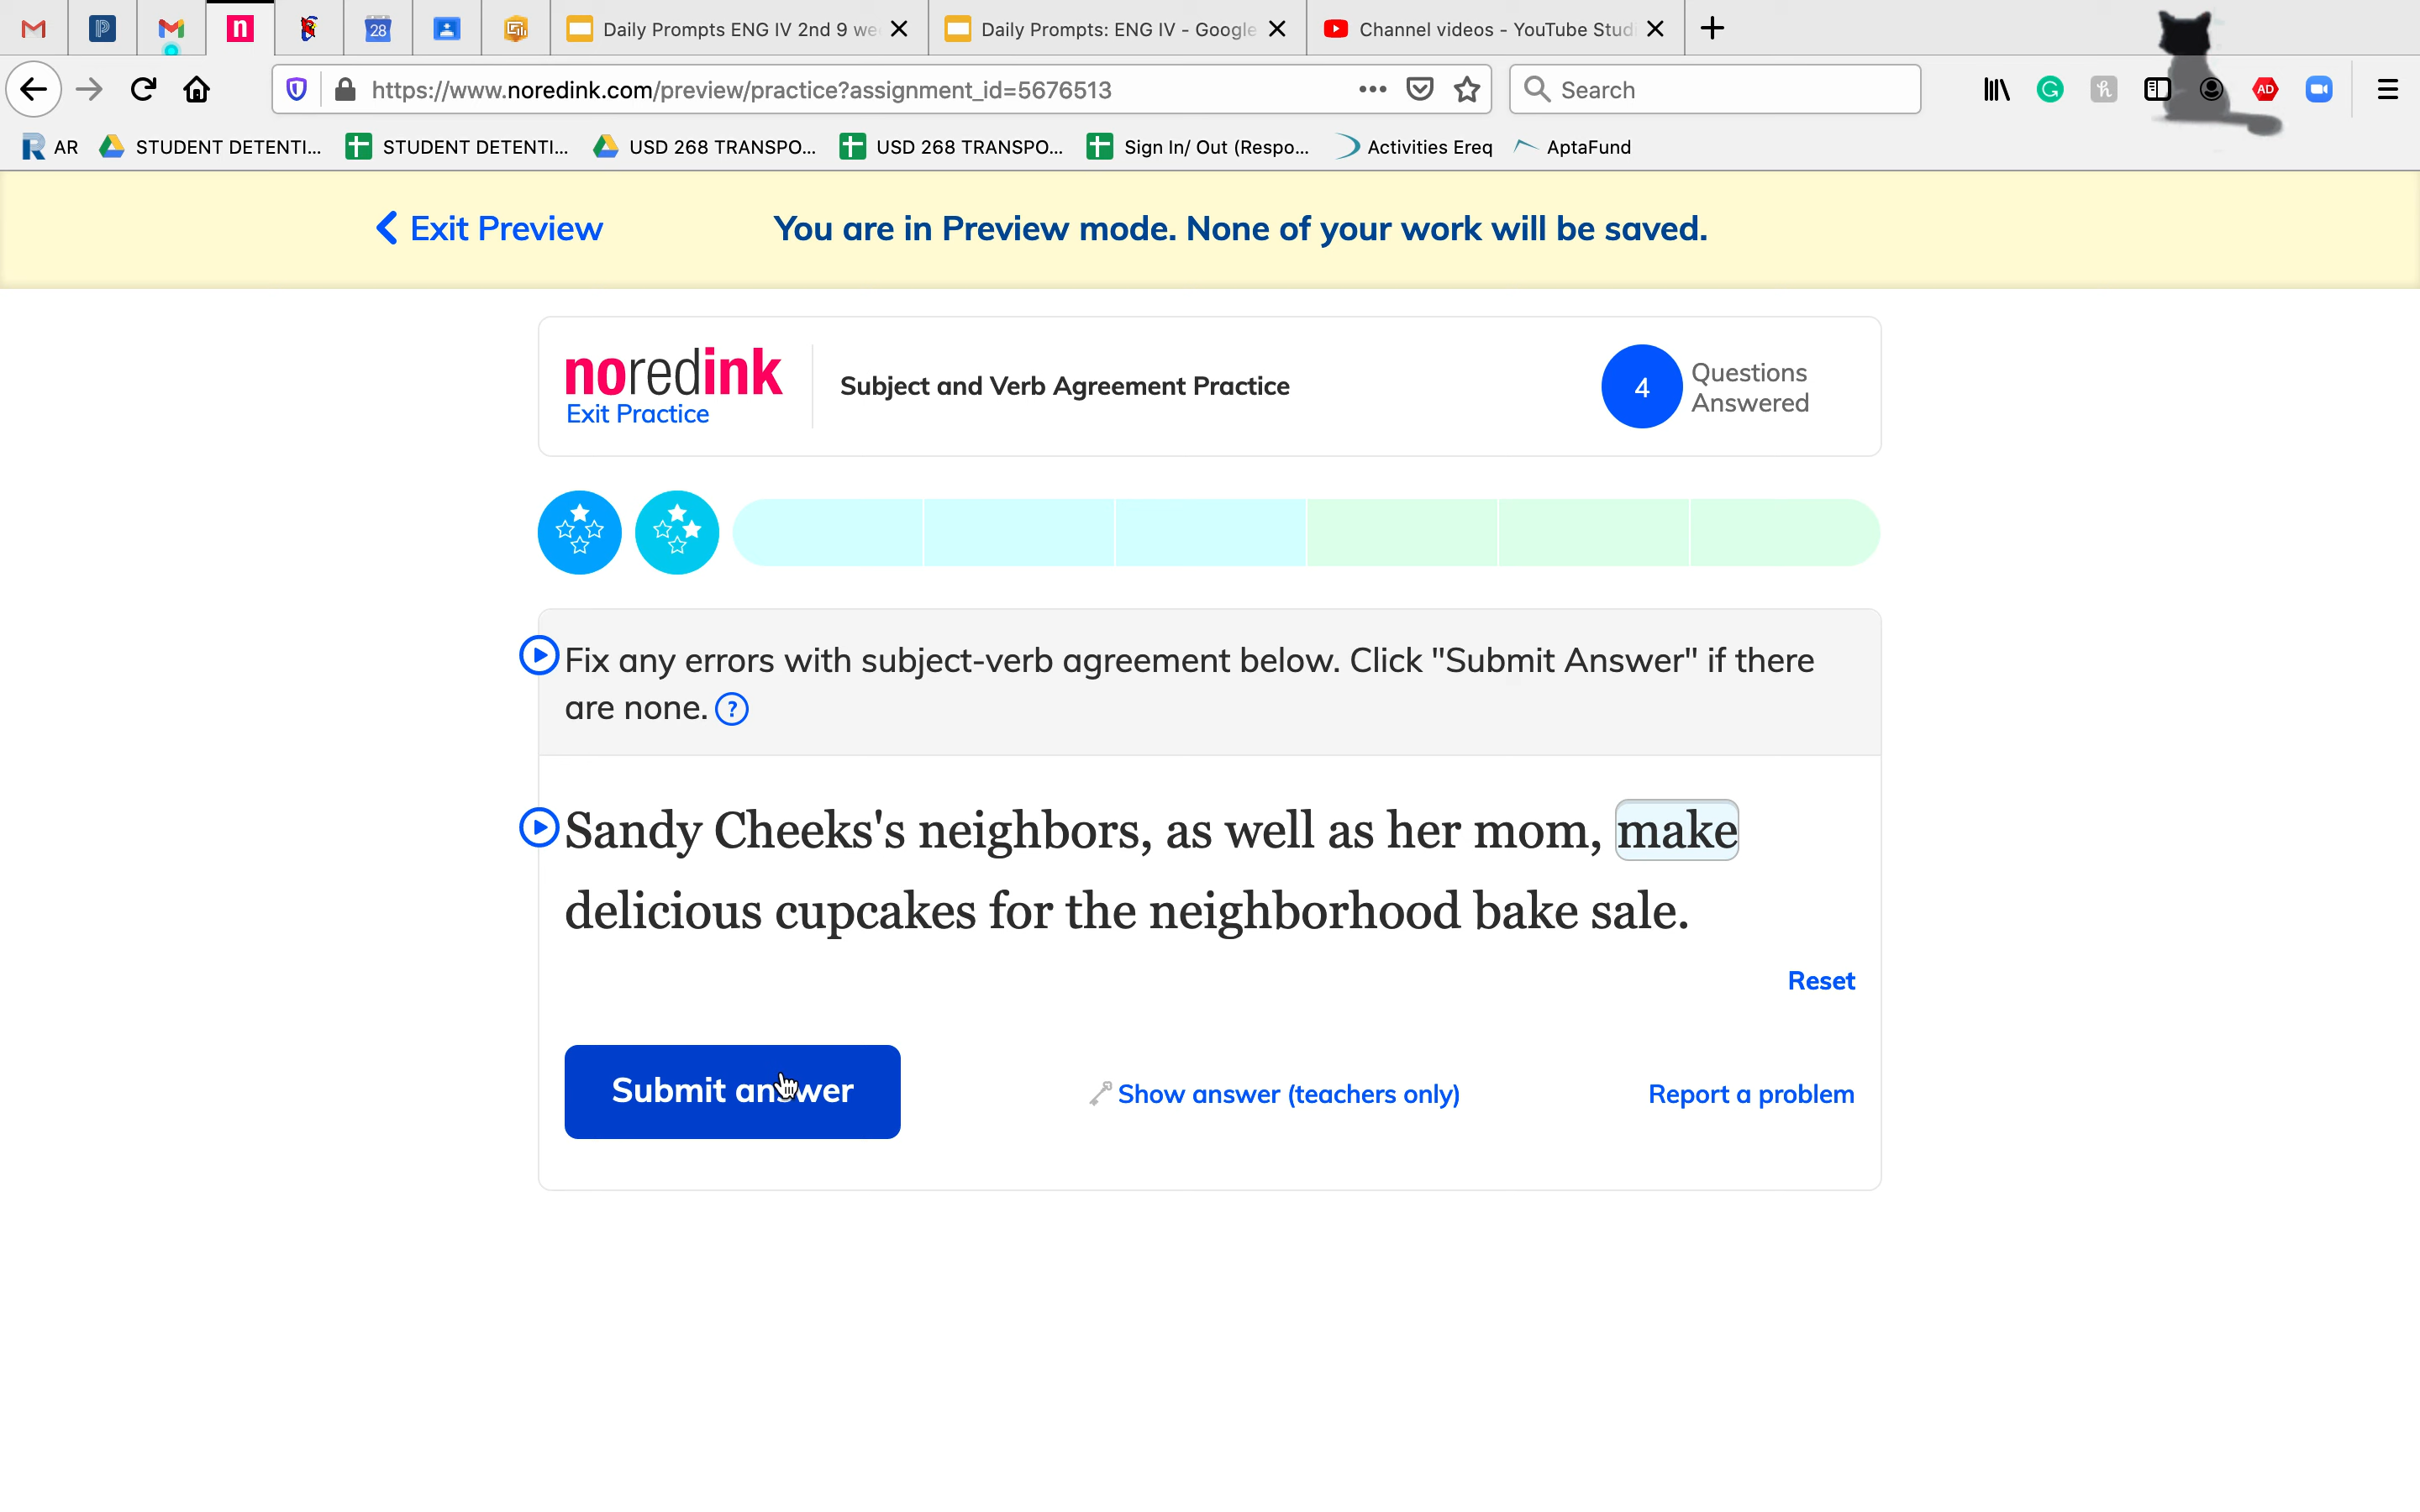 28
Daily Prompts ENG IV 2nd 9 we
Daily Prompts: ENG IV - Google
Channel videos - YouTube Stud
https://www.noredink.com/preview/practice?assignment_id=5676513
Search
AD
AR
STUDENT DETENTI...
STUDENT DETENTI...
USD 268 TRANSPO...
USD 268 TRANSPO...
Sign In/ Out (Respo...
Activities Ereq
AptaFund
Exit Preview
You are in Preview mode. None of your work will be saved.
noredink
Exit Practice
Subject and Verb Agreement Practice
4
Questions
Answered
Fix any errors with subject-verb agreement below. Click "Submit Answer" if there
are none. ?
Sandy Cheeks's neighbors, as well as her mom, make
delicious cupcakes for the neighborhood bake sale.
Reset
Submit answer
Show answer (teachers only)
Report a problem